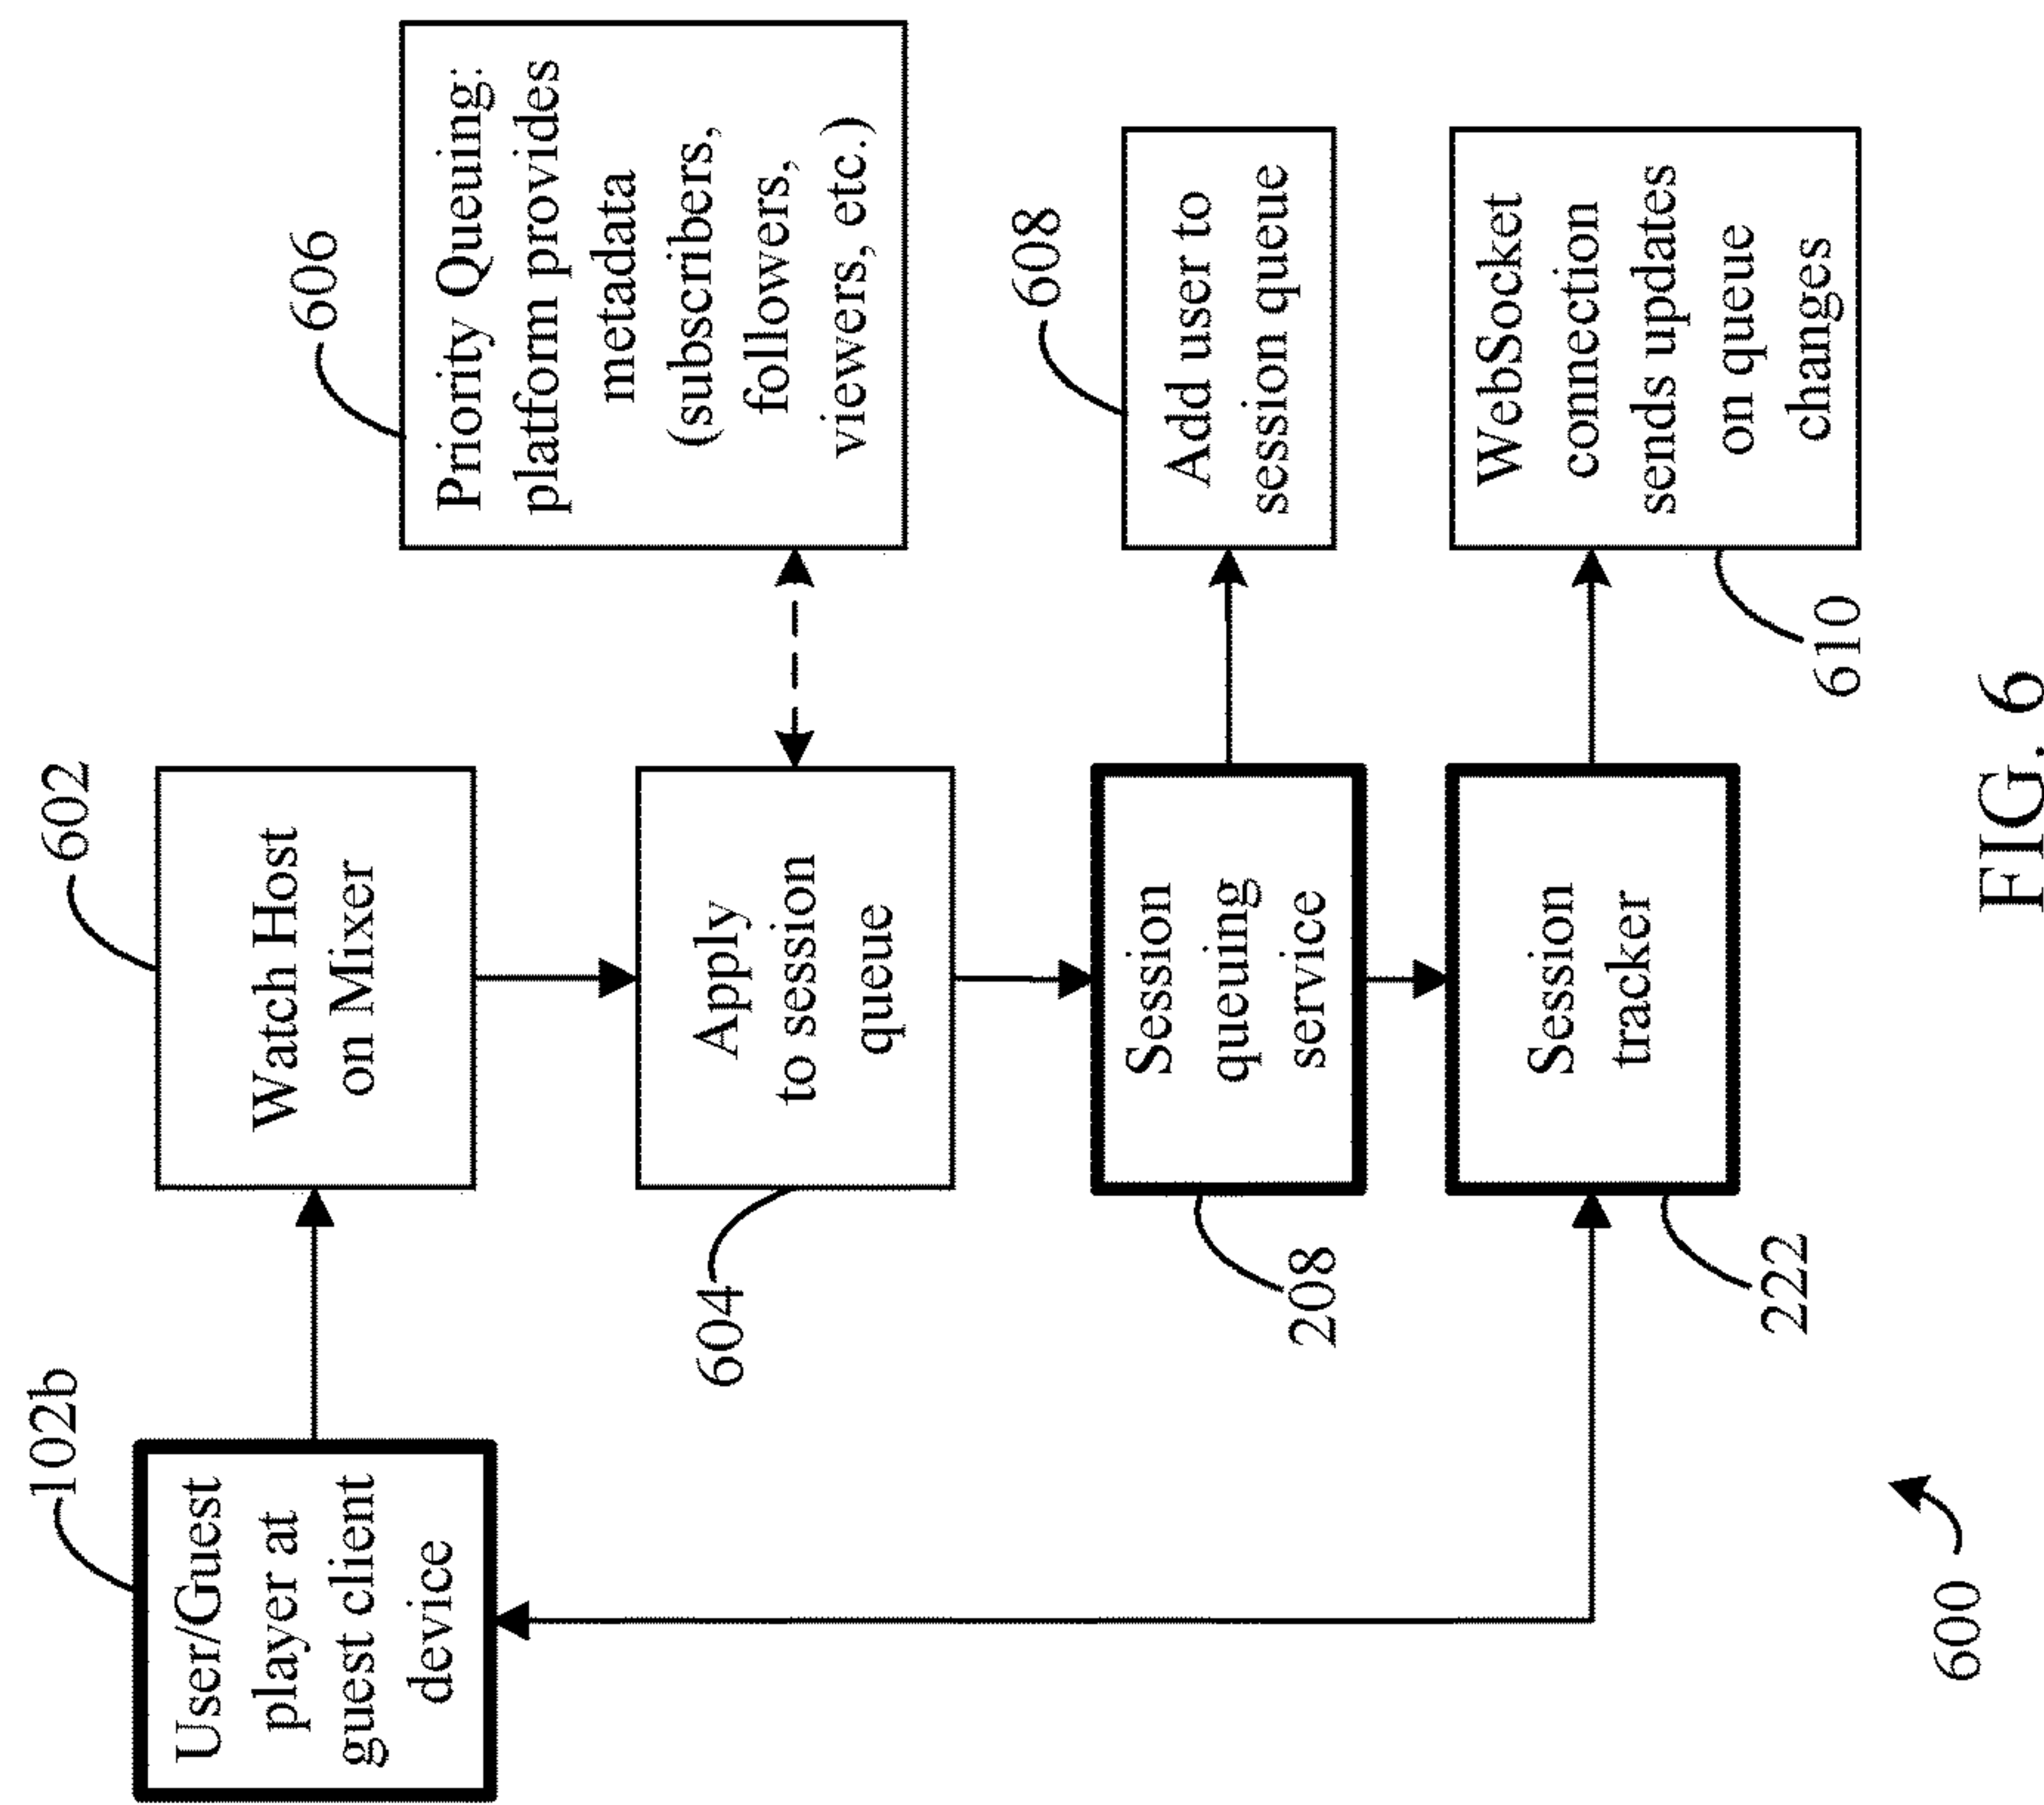 102b
User/Guest
player at
guest client
device
602
Watch Host
on Mixer
604
Apply
to session
queue
606
Priority Queuing:
platform provides
metadata
(subscribers,
followers,
viewers, etc.)
208
Session
queuing
service
608
Add user to
session queue
222
Session
tracker
610
WebSocket
connection
sends updates
on queue
changes
600
FIG. 6